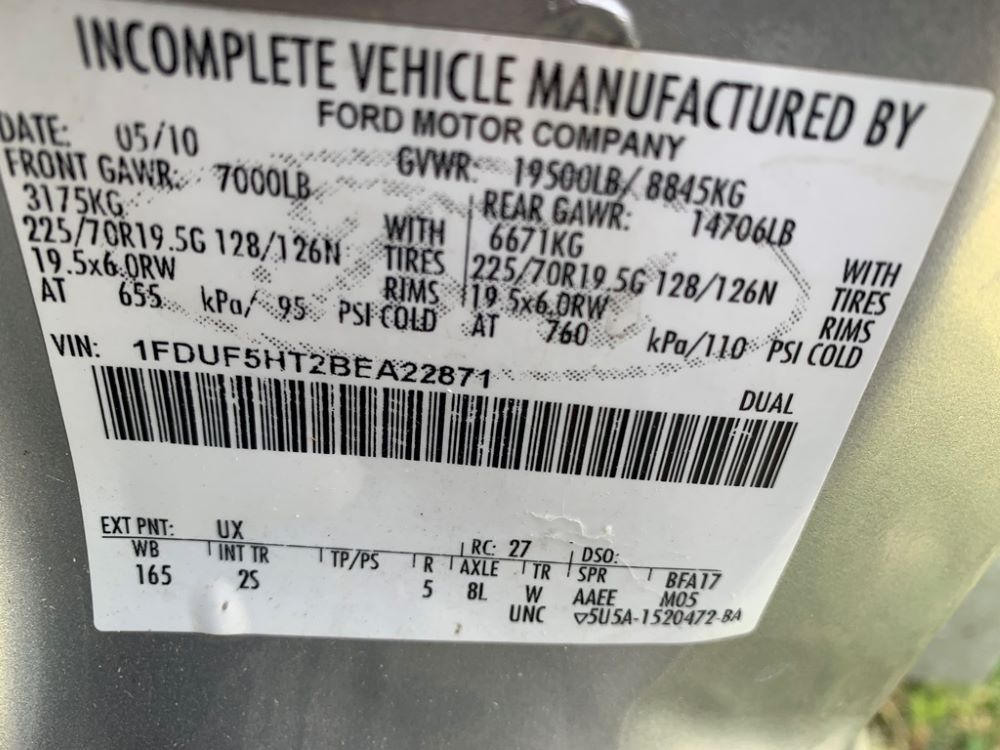 INCOMPLETE VEHICLE MANUFACTURED BY
FORD MOTOR COMPANY
DATE: 05/10 GVWR: 19500LB/ 8845KG
FRONT GAWR: 7000LB REAR GAWR: 14706LB
3175KG WITH 6671KG WITH
225/70R19.5G 128/126N TIRES 225/70R19.5G 128/126N TIRES
19.5x6.0RW RIMS 19.5x6.0RW RIMS
AT 655 kPa/ 95 PSI COLD AT 760 kPa/110 PSI COLD
VIN: 1FDUF5HT2BEA22871
DUAL
EXT PNT: UX RC: 27 DSO:
WB INT TR TP/PS R AXLE TR SPR BFA17
165 2S 5 8L W AAEE M05
UNC ▽5U5A-1520472-BA